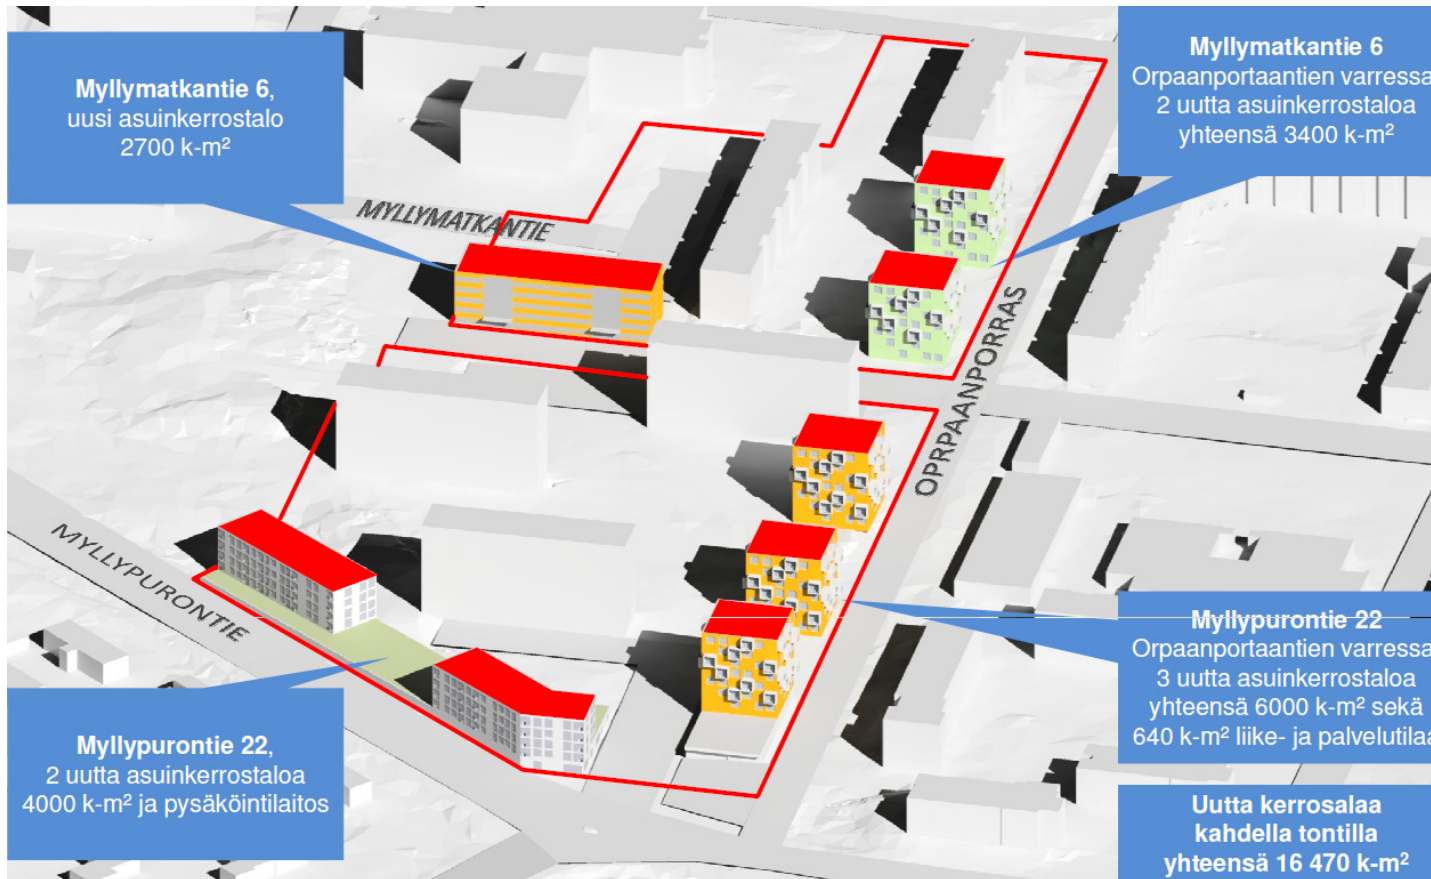 Myllymatkantie 6,
uusi asuinkerrostalo
2700 k-m²
Myllymatkantie 6
Orpaanportaantien varressa
2 uutta asuinkerrostaloa
yhteensä 3400 k-m²
MYLLYMATKANTIE
OPRPAANPORRAS
MYLLYPURONTIE
Myllypurontie 22,
2 uutta asuinkerrostaloa
4000 k-m² ja pysäköintilaitos
Myllypurontie 22
Orpaanportaantien varressa
3 uutta asuinkerrostaloa
yhteensä 6000 k-m² sekä
640 k-m² liike- ja palvelutilaa
Uutta kerrosalaa
kahdella tontilla
yhteensä 16 470 k-m²